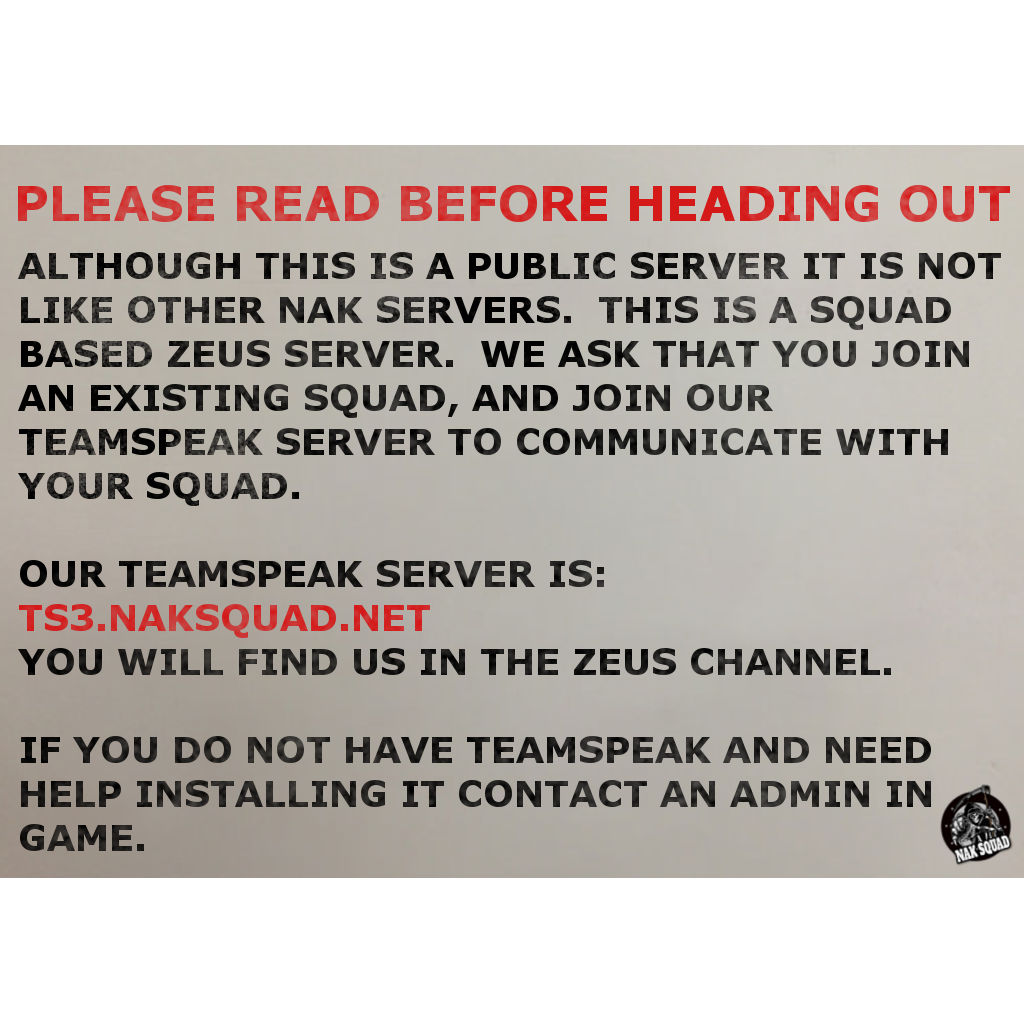 PLEASE READ BEFORE HEADING OUT
ALTHOUGH THIS IS A PUBLIC SERVER IT IS NOT
LIKE OTHER NAK SERVERS.  THIS IS A SQUAD
BASED ZEUS SERVER.  WE ASK THAT YOU JOIN
AN EXISTING SQUAD, AND JOIN OUR
TEAMSPEAK SERVER TO COMMUNICATE WITH
YOUR SQUAD.
OUR TEAMSPEAK SERVER IS:
TS3.NAKSQUAD.NET
YOU WILL FIND US IN THE ZEUS CHANNEL.
IF YOU DO NOT HAVE TEAMSPEAK AND NEED
HELP INSTALLING IT CONTACT AN ADMIN IN
GAME.
NAK SQUAD